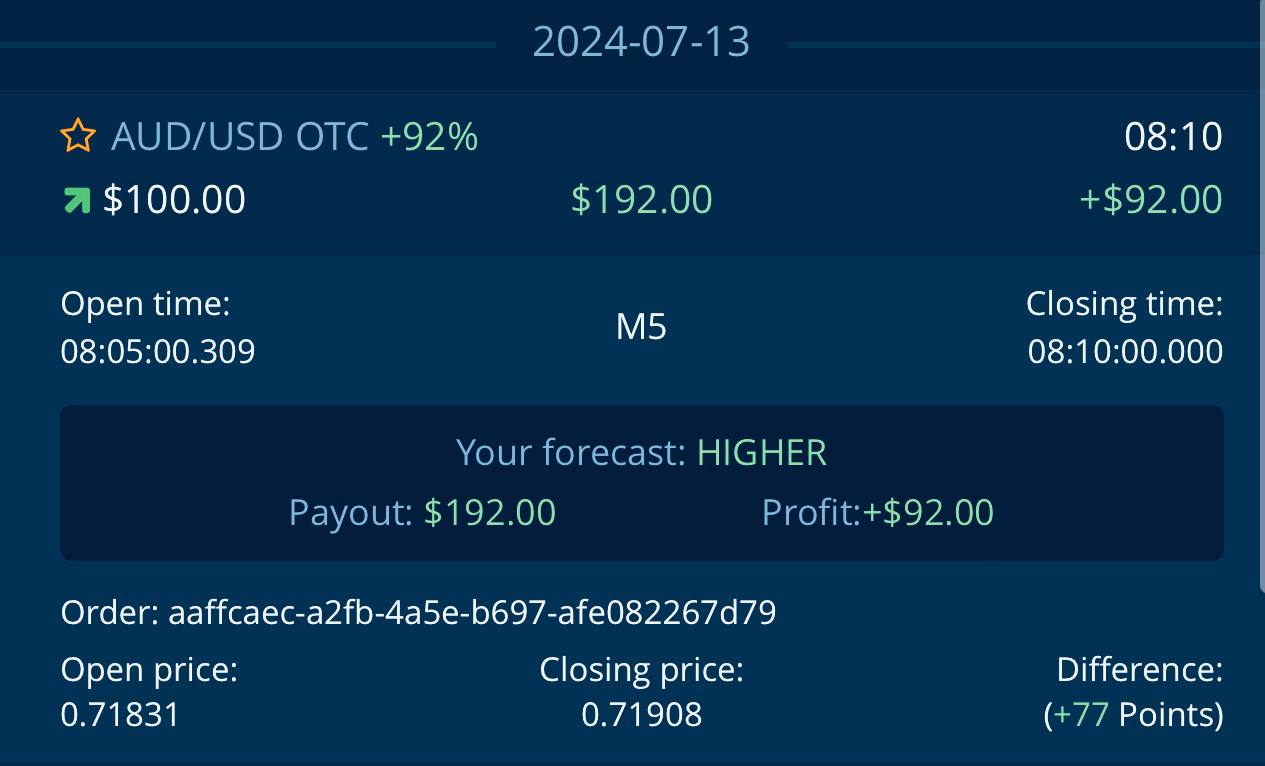 2024-07-13
AUD/USD OTC +92% 08:10
$100.00 $192.00 +$92.00
Open time: Closing time:
M5
08:05:00.309 08:10:00.000
Your forecast: HIGHER
Payout: $192.00 Profit:+$92.00
Order: aaffcaec-a2fb-4a5e-b697-afe082267d79
Open price: Closing price: Difference:
0.71831 0.71908 (+77 Points)